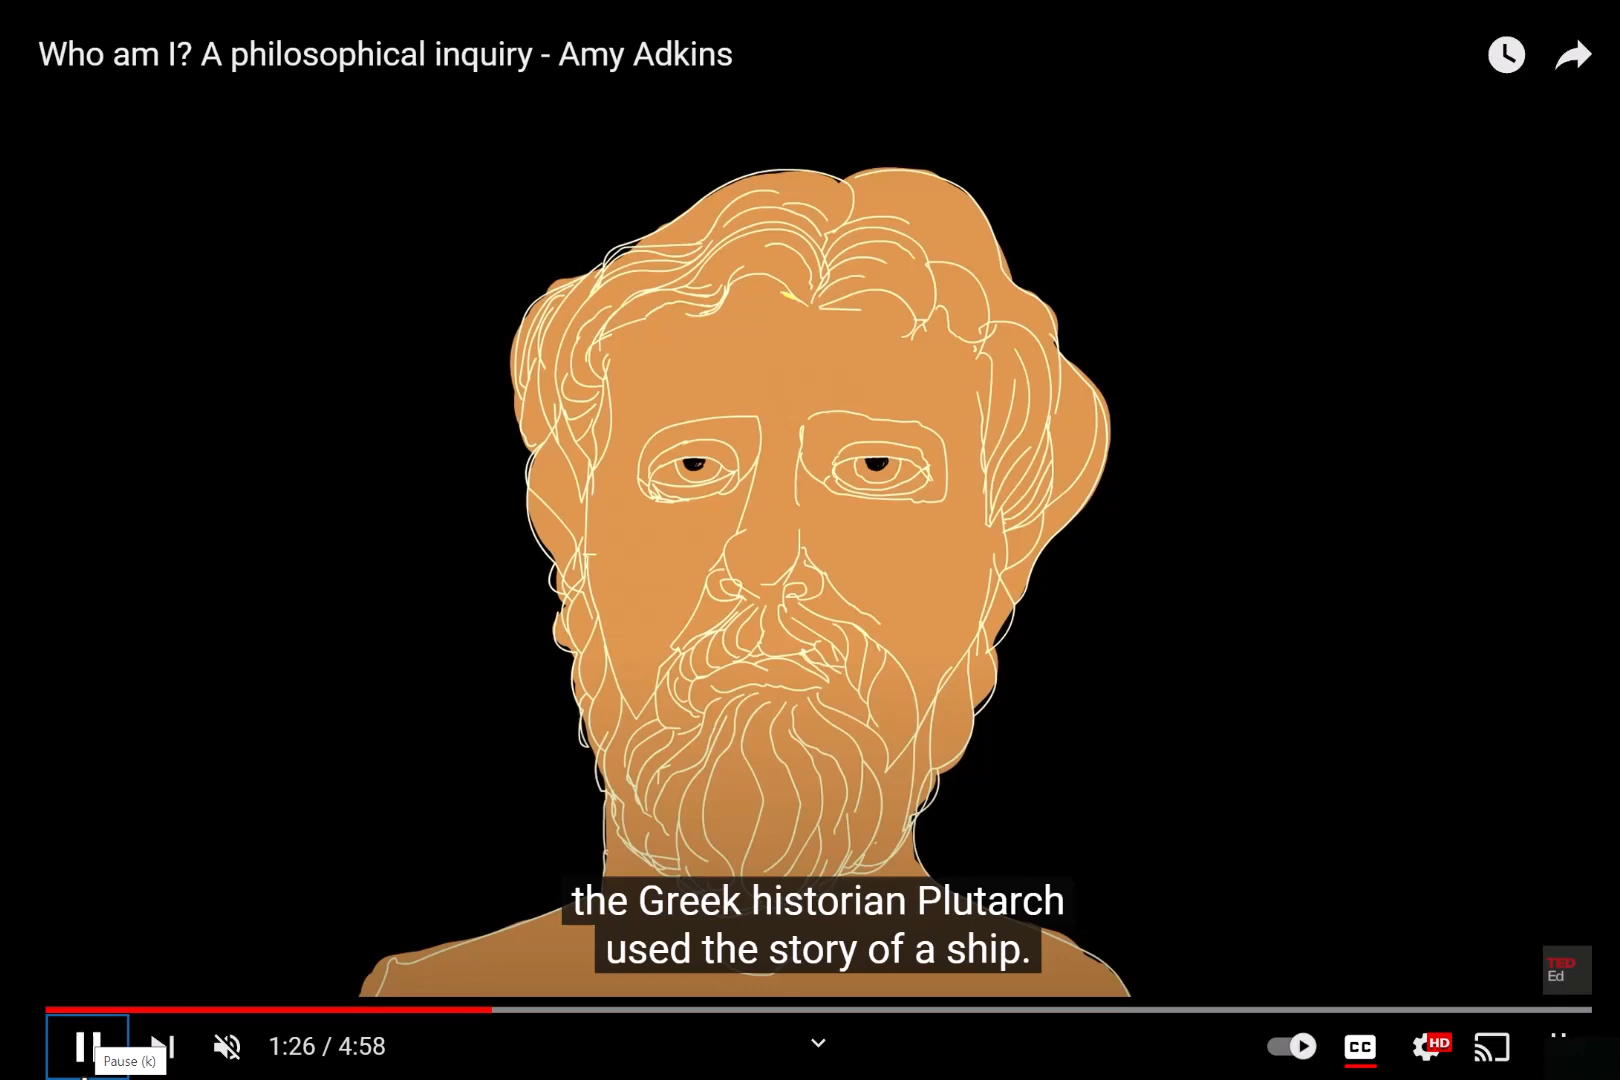 Who am I? A philosophical inquiry - Amy Adkins
the Greek historian Plutarch
used the story of a ship.
TED
Ed
1:26 / 4:58
CC
HD
Pause (k)